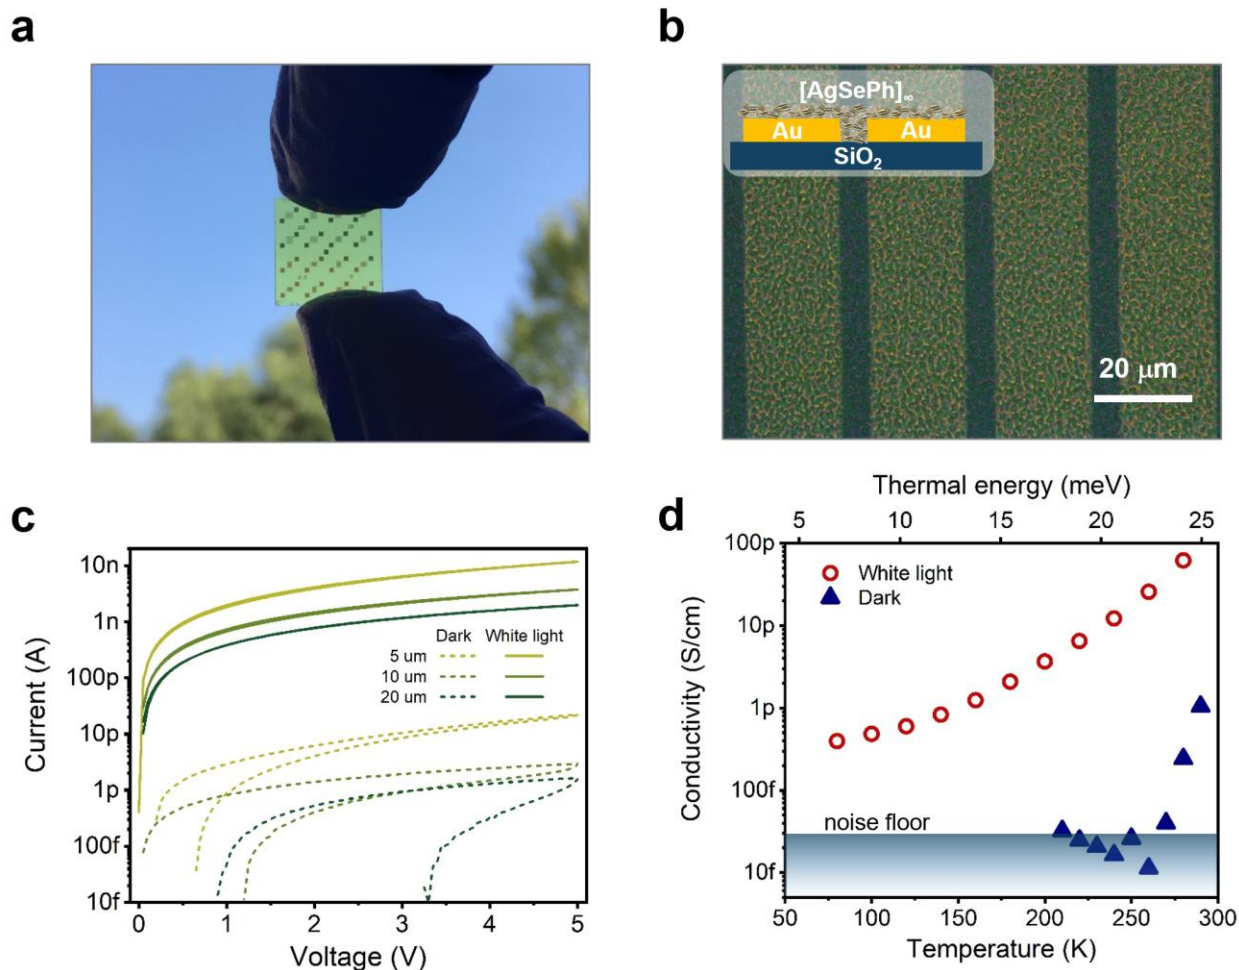 a
b
[AgSePh]∞
Au
Au
SiO2
20 μm
c
10n
1n
100p
10p
1p
100f
10f
0
1
2
3
4
5
Current (A)
Voltage (V)
Dark White light
5 um
10 um
20 um
d
Thermal energy (meV)
5
10
15
20
25
100p
10p
1p
100f
10f
50
100
150
200
250
300
Conductivity (S/cm)
Temperature (K)
White light
Dark
noise floor